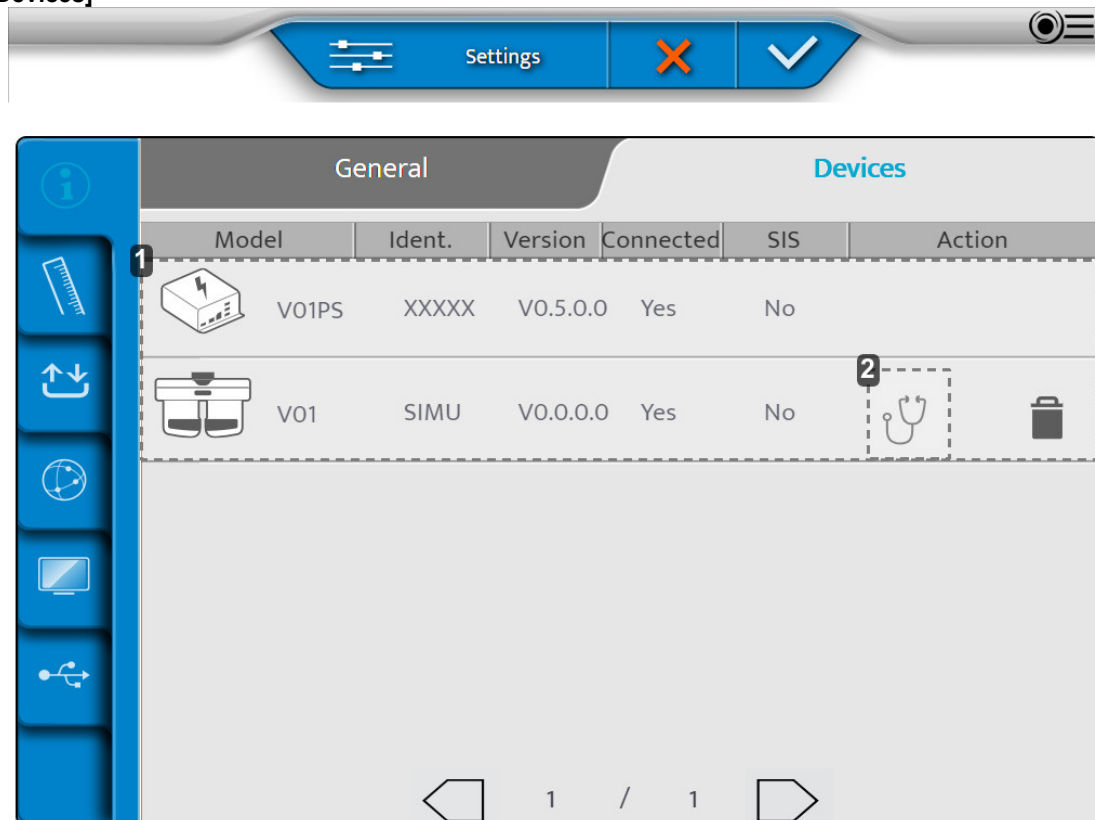 Settings
General Devices
Model Ident. Version Connected SIS Action
1
V01PS XXXXX V0.5.0.0 Yes No
2
V01 SIMU V0.0.0.0 Yes No
1 / 1